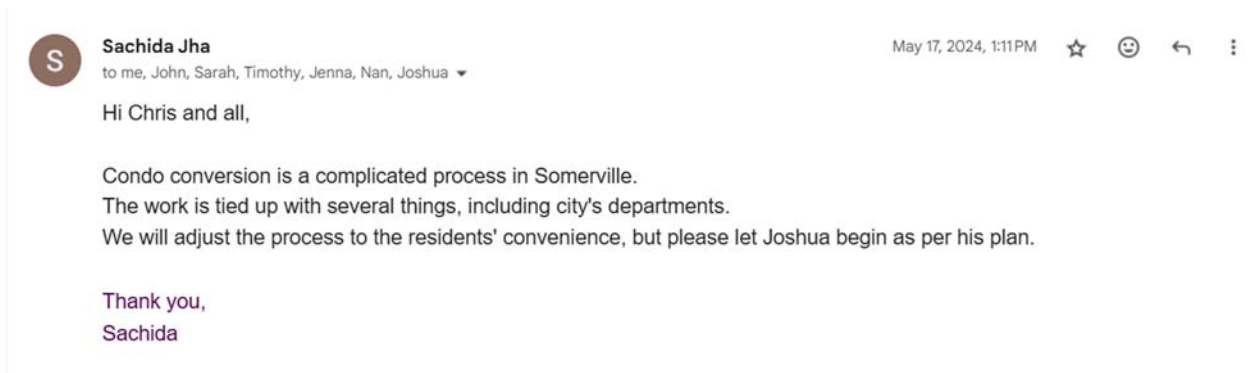 S
Sachida Jha
May 17, 2024, 1:11 PM
to me, John, Sarah, Timothy, Jenna, Nan, Joshua
Hi Chris and all,
Condo conversion is a complicated process in Somerville.
The work is tied up with several things, including city's departments.
We will adjust the process to the residents' convenience, but please let Joshua begin as per his plan.
Thank you,
Sachida